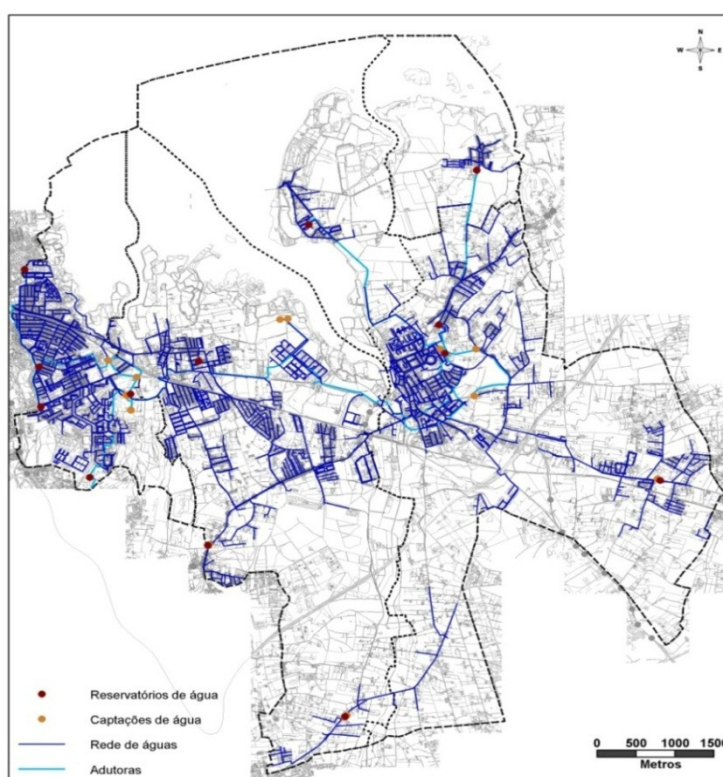 N
W E
S
Reservatórios de água
Captações de água
Rede de águas
Adutoras
0 500 1000 1500
Metros